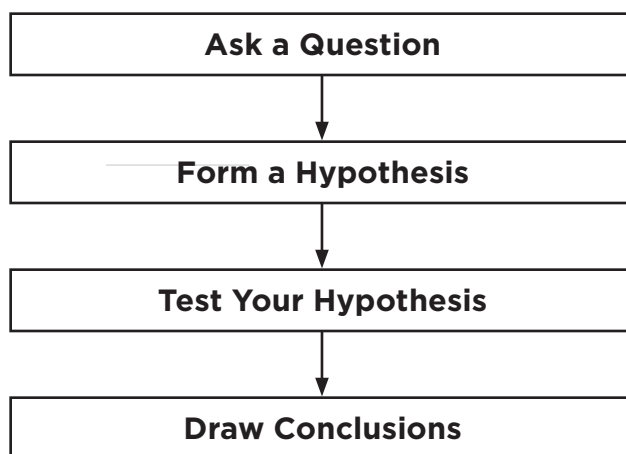 Ask a Question
Form a Hypothesis
Test Your Hypothesis
Draw Conclusions